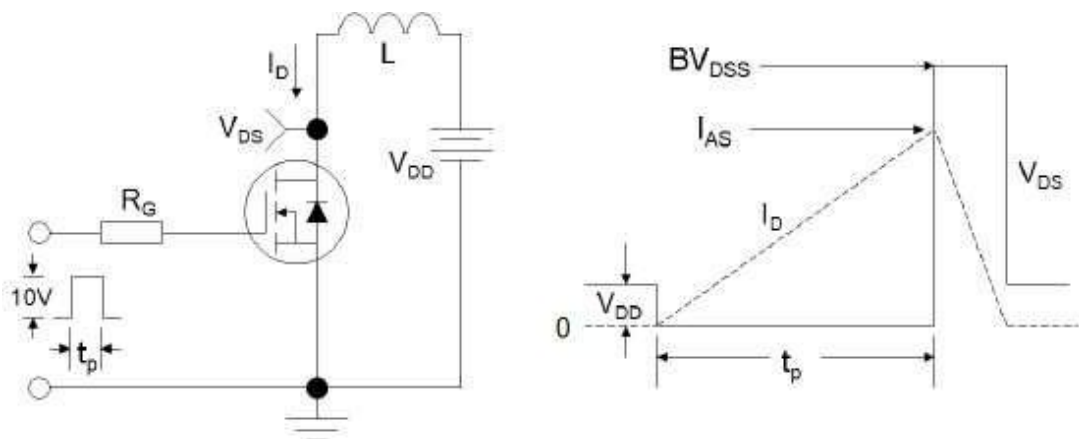 L
I_D
V_DS
V_DD
R_G
10V
t_p
BV_DSS
I_AS
V_DS
I_D
V_DD
0
t_p